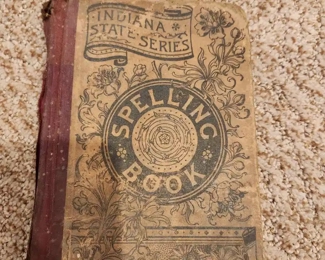 INDIANA
STATE SERIES
SPELLING
BOOK